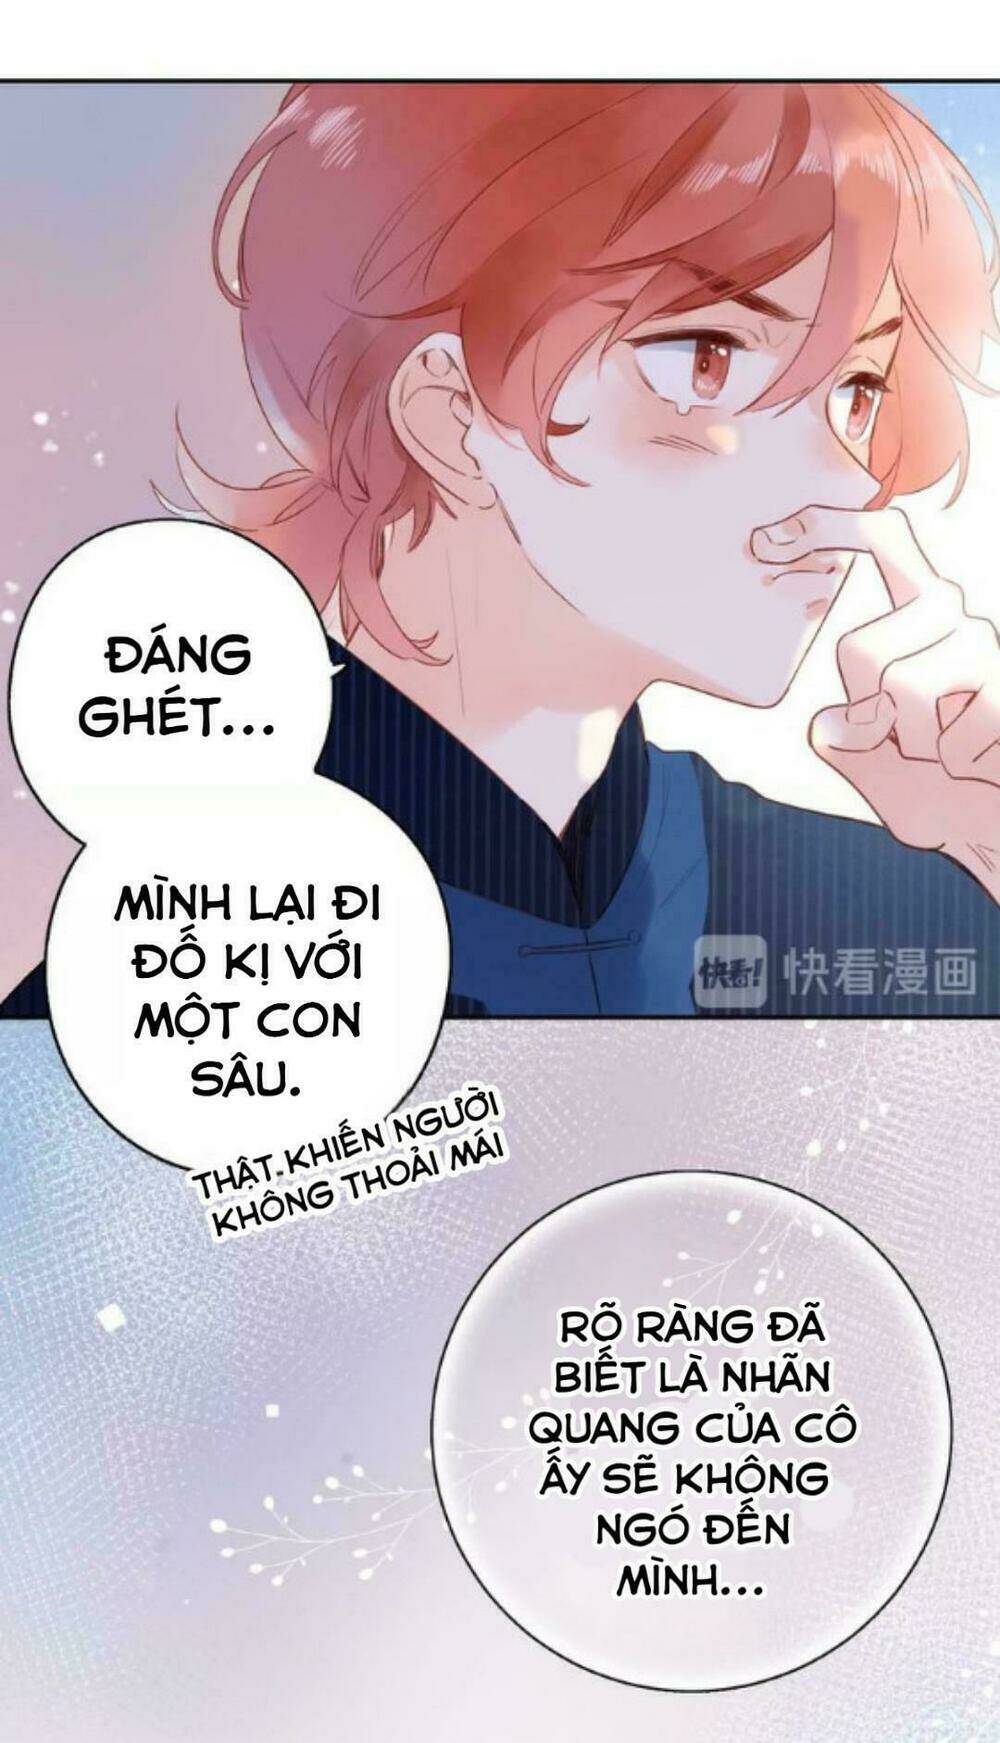 ĐÁNG
GHÉT...
MÌNH LẠI ĐI
ĐỐ KỊ VỚI
MỘT CON
SÂU.
快看! 快看漫画
THẬT KHIẾN NGƯỜI
KHÔNG THOẢI MÁI
RÕ RÀNG ĐÃ
BIẾT LÀ NHÃN
QUANG CỦA CÔ
ẤY SẼ KHÔNG
NGÓ ĐẾN
MÌNH...